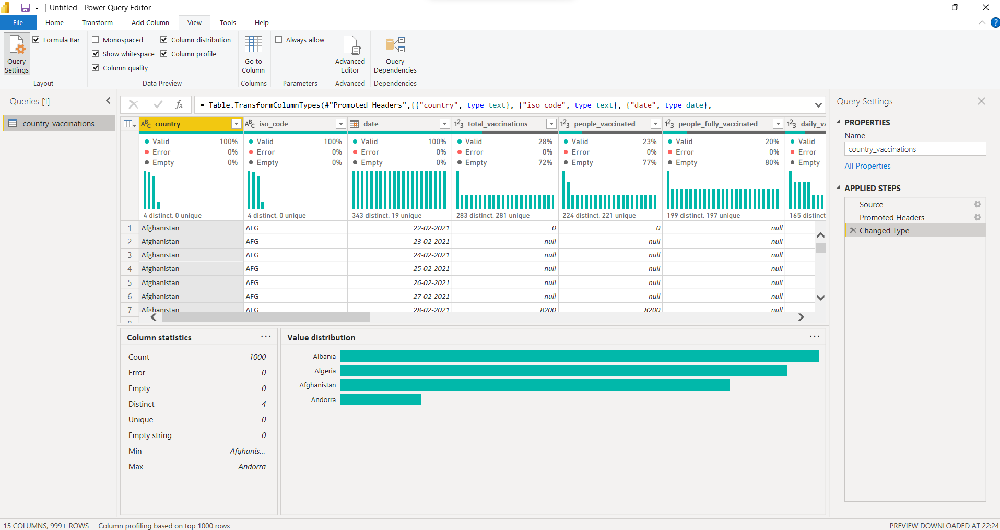 Untitled - Power Query Editor
File Home Transform Add Column View Tools Help
Query Settings
Formula Bar
Layout
Monospaced
Show whitespace
Column quality
Column distribution
Column profile
Data Preview
Go to Column
Columns
Always allow
Parameters
Advanced Editor
Advanced
Query Dependencies
Dependencies
Queries [1]
country_vaccinations
fx
= Table.TransformColumnTypes(#"Promoted Headers",{{"country", type text}, {"iso_code", type text}, {"date", type date},
ABC country ABC iso_code date 123 total_vaccinations 123 people_vaccinated 123 people_fully_vaccinated 123 daily_va
Valid 100% Valid 100% Valid 100% Valid 28% Valid 23% Valid 20% Valid
Error 0% Error 0% Error 0% Error 0% Error 0% Error 0% Error
Empty 0% Empty 0% Empty 0% Empty 72% Empty 77% Empty 80% Empty
4 distinct, 0 unique 4 distinct, 0 unique 343 distinct, 19 unique 283 distinct, 281 unique 224 distinct, 221 unique 199 distinct, 197 unique 165 distinct
1 Afghanistan AFG 22-02-2021 0 0 null
2 Afghanistan AFG 23-02-2021 null null null
3 Afghanistan AFG 24-02-2021 null null null
4 Afghanistan AFG 25-02-2021 null null null
5 Afghanistan AFG 26-02-2021 null null null
6 Afghanistan AFG 27-02-2021 null null null
7 Afghanistan AFG 28-02-2021 8200 8200 null
Column statistics
Count 1000
Error 0
Empty 0
Distinct 4
Unique 0
Empty string 0
Min Afghanis...
Max Andorra
Value distribution
Albania
Algeria
Afghanistan
Andorra
Query Settings
PROPERTIES
Name
country_vaccinations
All Properties
APPLIED STEPS
Source
Promoted Headers
Changed Type
15 COLUMNS, 999+ ROWS Column profiling based on top 1000 rows
PREVIEW DOWNLOADED AT 22:24